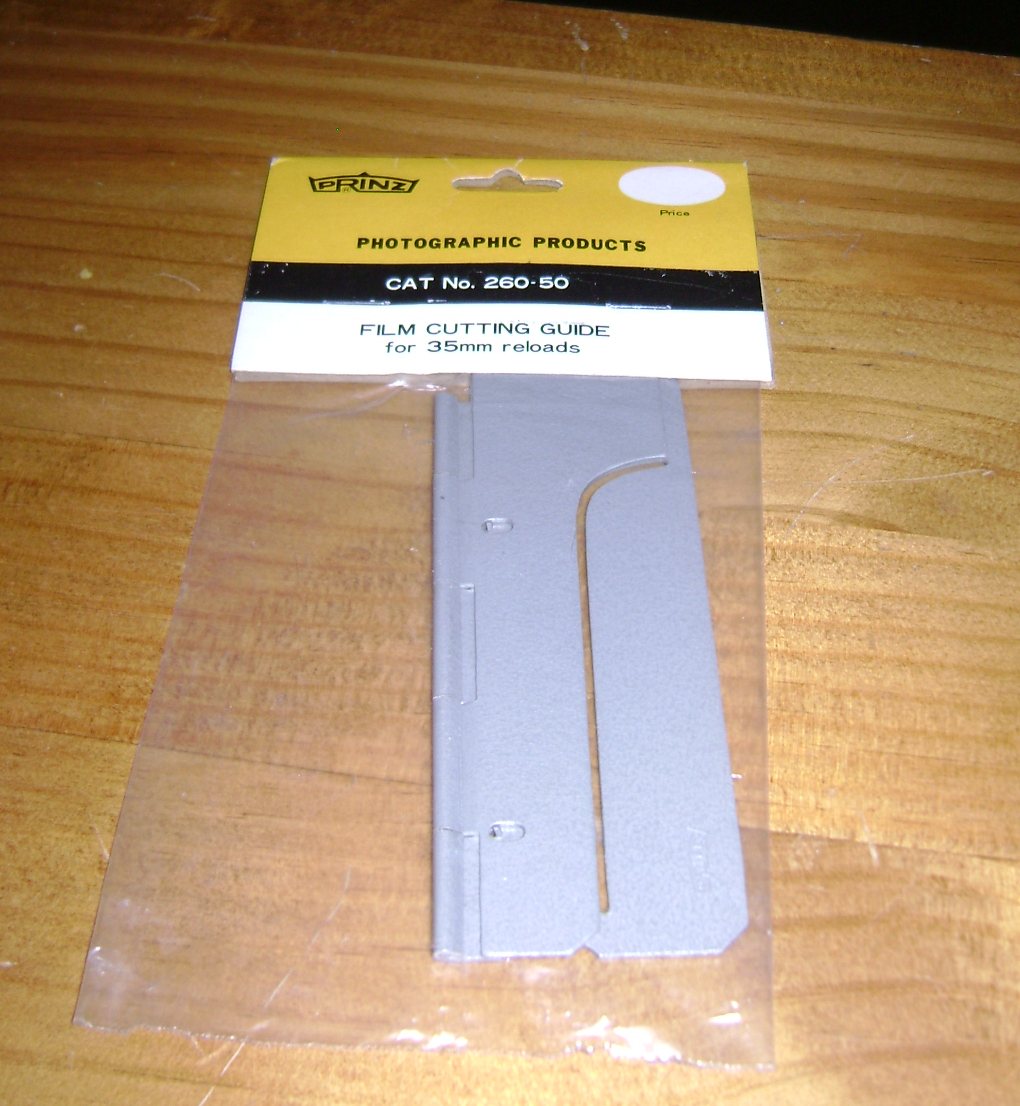 PRINZ
Price
PHOTOGRAPHIC PRODUCTS
CAT No. 260-50
FILM CUTTING GUIDE
for 35mm reloads